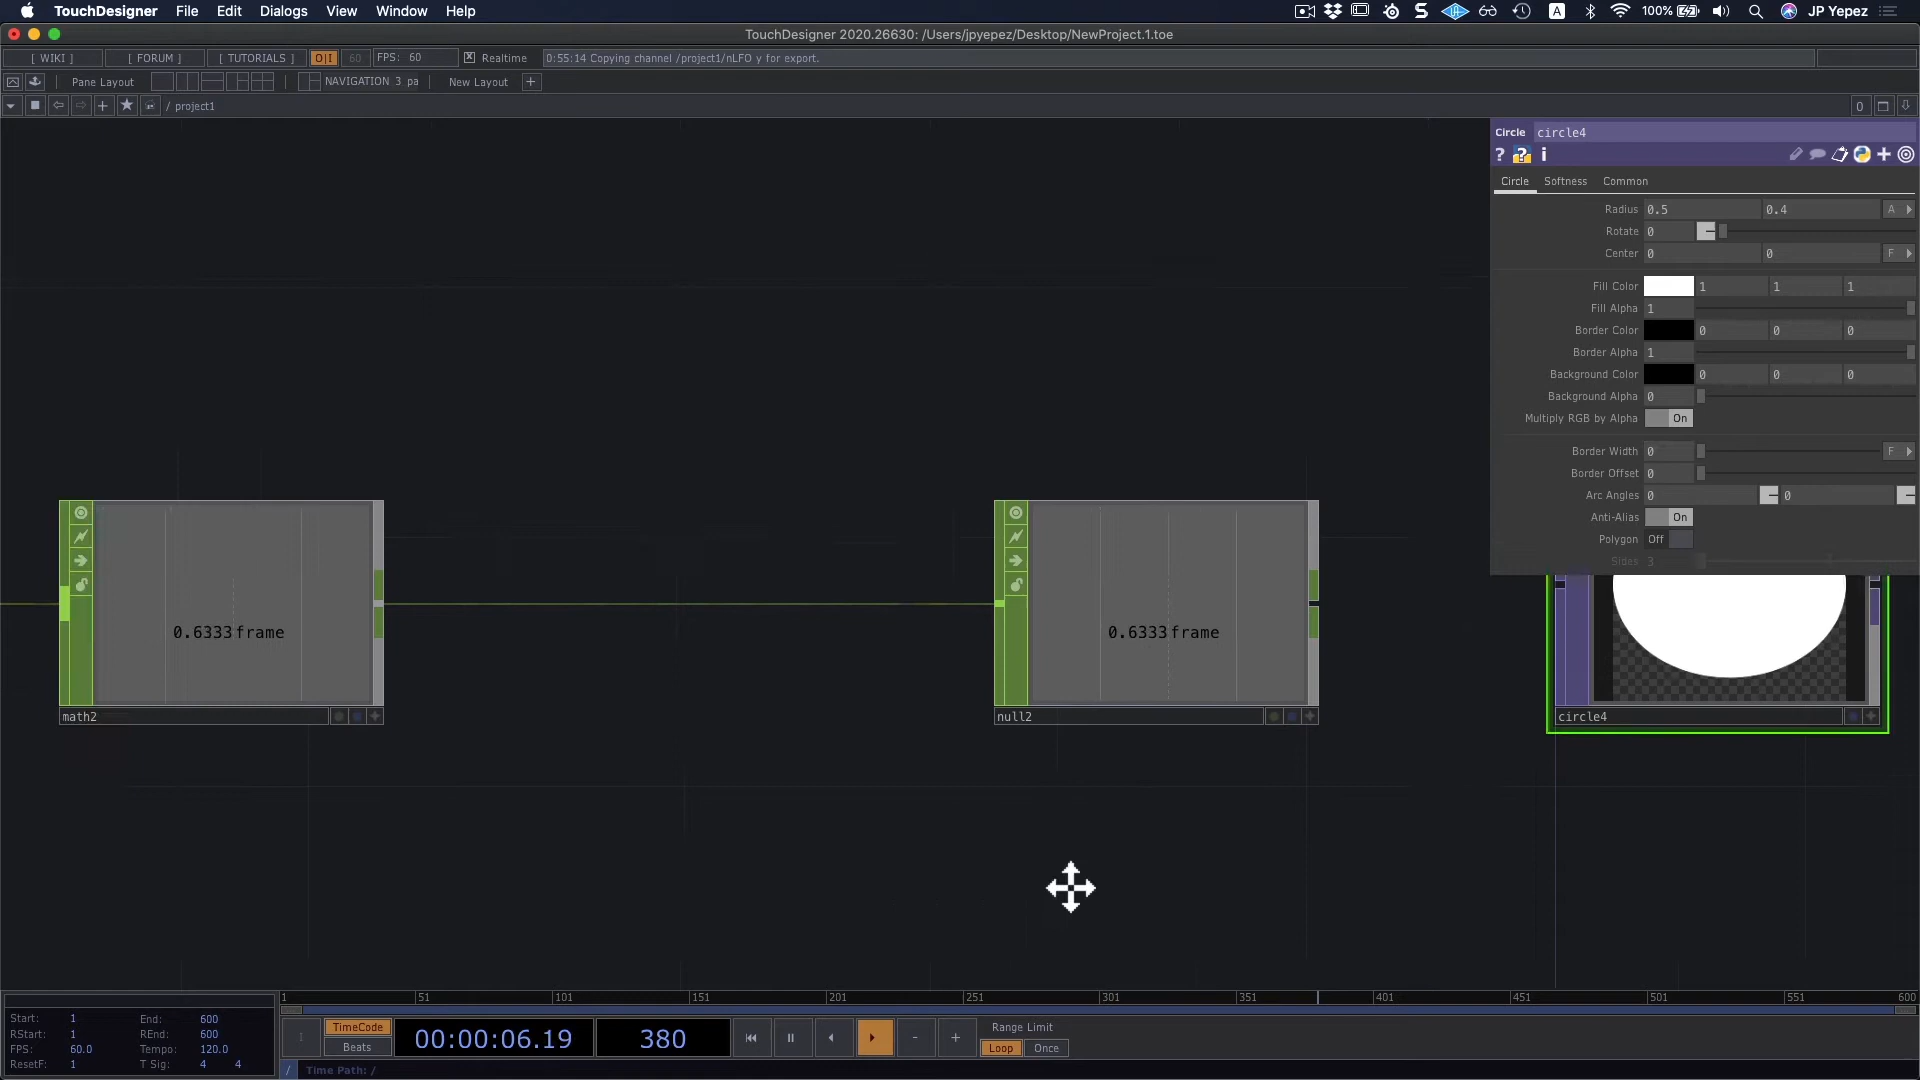 TouchDesigner File Edit Dialogs View Window Help 100% JP Yepez
TouchDesigner 2020.26630: /Users/jpyepez/Desktop/NewProject.1.toe
[ WIKI ] [ FORUM ] [ TUTORIALS ] O|I 60 FPS: 60 Realtime 0:55:14 Copying channel /project1/nLFO y for export.
Pane Layout NAVIGATION 3 pa New Layout +
/ project1 0
Circle circle4
? ? i
Circle Softness Common
Radius 0.5 0.4 A
Rotate 0
Center 0 0 F
Fill Color 1 1 1
Fill Alpha 1
Border Color 0 0 0
Border Alpha 1
Background Color 0 0 0
Background Alpha 0
Multiply RGB by Alpha On
Border Width 0 F
Border Offset 0
Arc Angles 0 0
Anti-Alias On
Polygon Off
Sides 3
0.6333 frame
math2
0.6333 frame
null2
circle4
1 51 101 151 201 251 301 351 401 451 501 551 600
Start: 1 End: 600
RStart: 1 REnd: 600
FPS: 60.0 Tempo: 120.0
ResetF: 1 T Sig: 4 4
1 TimeCode Beats 00:00:06.19 380 - +
Range Limit
Loop Once
/ Time Path: /